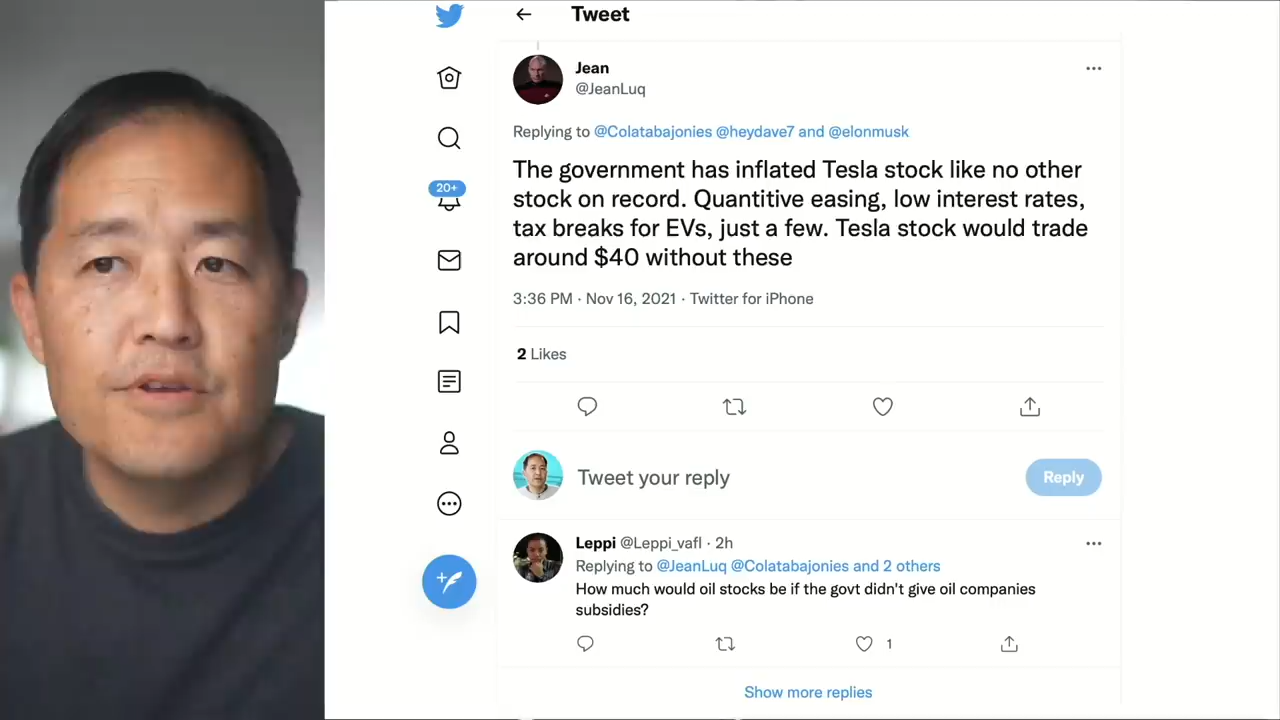 Tweet
Jean
@JeanLuq
Replying to @Colatabajonies @heydave7 and @elonmusk
The government has inflated Tesla stock like no other
stock on record. Quantitive easing, low interest rates,
tax breaks for EVs, just a few. Tesla stock would trade
around $40 without these
3:36 PM · Nov 16, 2021 · Twitter for iPhone
20+
2 Likes
Tweet your reply
Reply
Leppi @Leppi_vafl · 2h
Replying to @JeanLuq @Colatabajonies and 2 others
How much would oil stocks be if the govt didn't give oil companies
subsidies?
1
Show more replies